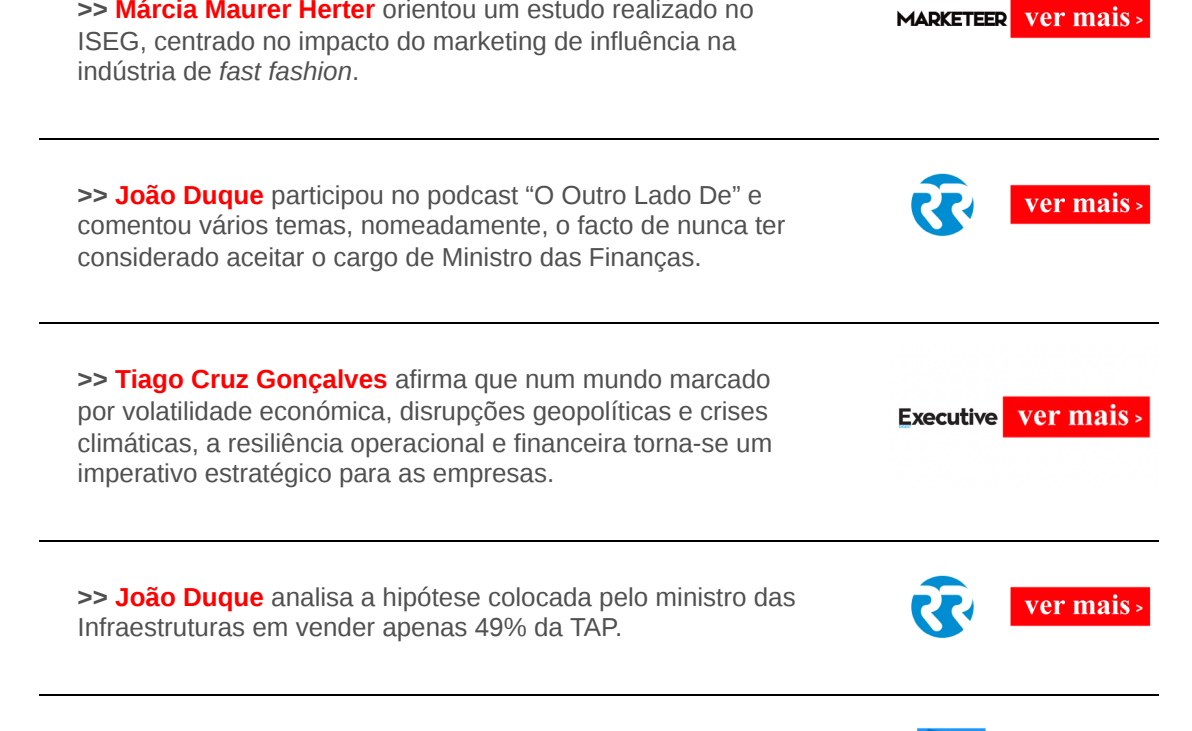 >> Márcia Maurer Herter orientou um estudo realizado no
ISEG, centrado no impacto do marketing de influência na
indústria de fast fashion.
MARKETEER ver mais >
>> João Duque participou no podcast “O Outro Lado De” e
comentou vários temas, nomeadamente, o facto de nunca ter
considerado aceitar o cargo de Ministro das Finanças.
RR ver mais >
>> Tiago Cruz Gonçalves afirma que num mundo marcado
por volatilidade económica, disrupções geopolíticas e crises
climáticas, a resiliência operacional e financeira torna-se um
imperativo estratégico para as empresas.
Executive ver mais >
>> João Duque analisa a hipótese colocada pelo ministro das
Infraestruturas em vender apenas 49% da TAP.
RR ver mais >